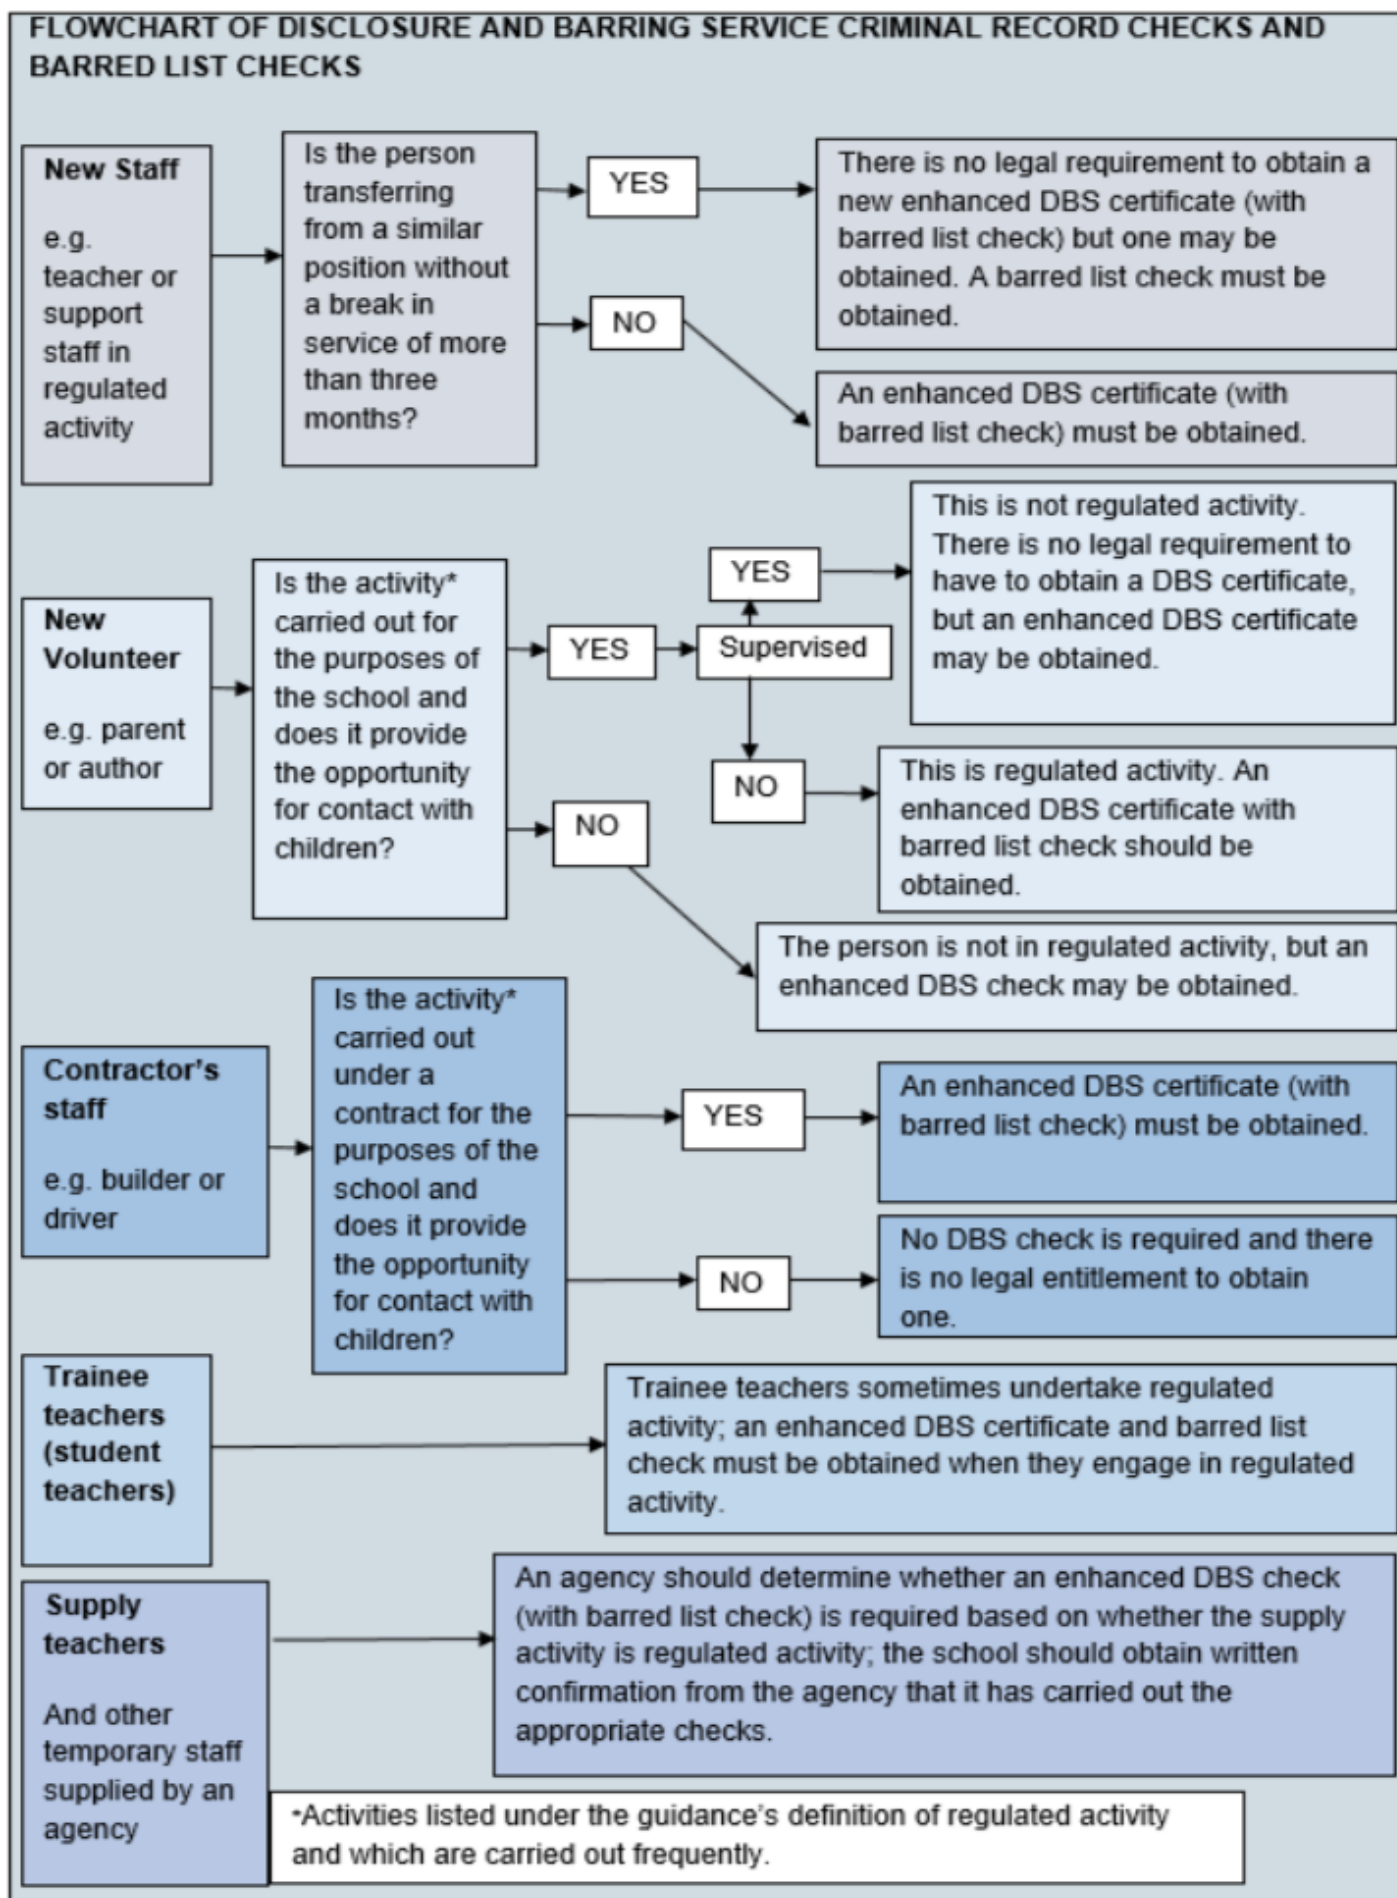 FLOWCHART OF DISCLOSURE AND BARRING SERVICE CRIMINAL RECORD CHECKS AND
BARRED LIST CHECKS
New Staff
e.g.
teacher or
support
staff in
regulated
activity
Is the person
transferring
from a similar
position without
a break in
service of more
than three
months?
YES
There is no legal requirement to obtain a
new enhanced DBS certificate (with
barred list check) but one may be
obtained. A barred list check must be
obtained.
NO
An enhanced DBS certificate (with
barred list check) must be obtained.
New
Volunteer
e.g. parent
or author
Is the activity*
carried out for
the purposes of
the school and
does it provide
the opportunity
for contact with
children?
YES
Supervised
YES
This is not regulated activity.
There is no legal requirement to
have to obtain a DBS certificate,
but an enhanced DBS certificate
may be obtained.
NO
This is regulated activity. An
enhanced DBS certificate with
barred list check should be
obtained.
NO
The person is not in regulated activity, but an
enhanced DBS check may be obtained.
Contractor's
staff
e.g. builder or
driver
Is the activity*
carried out
under a
contract for the
purposes of the
school and
does it provide
the opportunity
for contact with
children?
YES
An enhanced DBS certificate (with
barred list check) must be obtained.
NO
No DBS check is required and there
is no legal entitlement to obtain
one.
Trainee
teachers
(student
teachers)
Trainee teachers sometimes undertake regulated
activity; an enhanced DBS certificate and barred list
check must be obtained when they engage in regulated
activity.
Supply
teachers
And other
temporary staff
supplied by an
agency
An agency should determine whether an enhanced DBS check
(with barred list check) is required based on whether the supply
activity is regulated activity; the school should obtain written
confirmation from the agency that it has carried out the
appropriate checks.
*Activities listed under the guidance's definition of regulated activity
and which are carried out frequently.